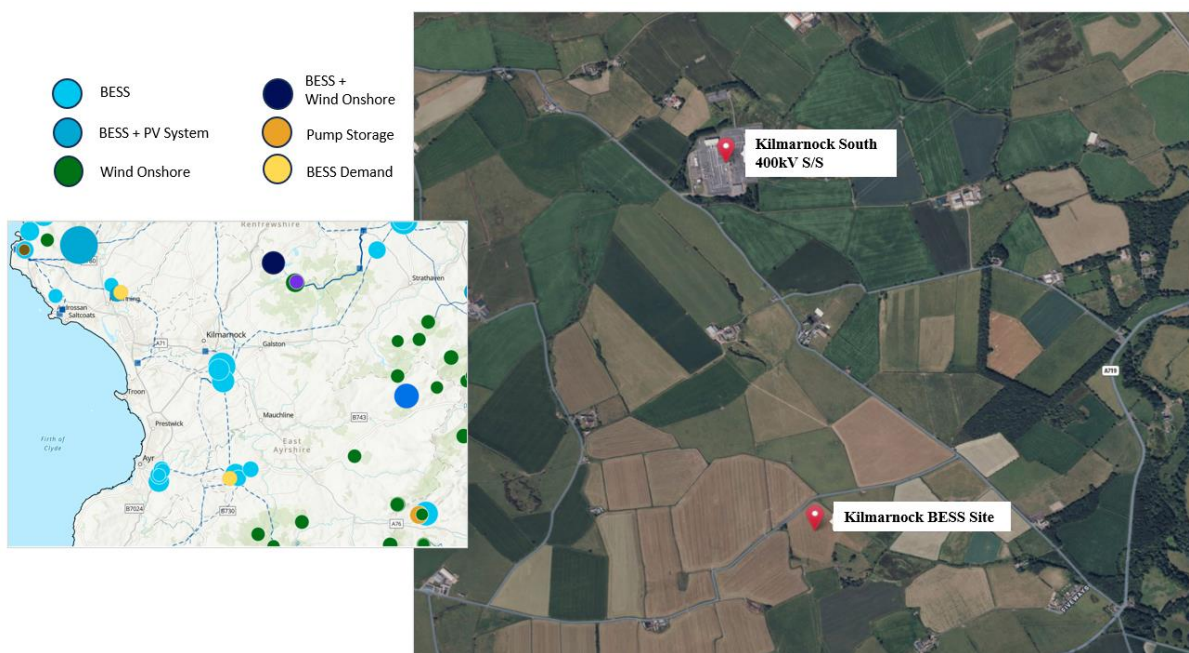 BESS
BESS + PV System
Wind Onshore
BESS +
Wind Onshore
Pump Storage
BESS Demand
Kilmarnock South
400kV S/S
A719
Kilmarnock BESS Site
FIVEWAYS
Renfrewshire
Strathaven
Irossan
Saltcoats
Kilmarnock
A71
Galston
Troon
Prestwick
Mauchline
B743
Firth of
Clyde
East
Ayrshire
Ayr
B7024
B730
A76